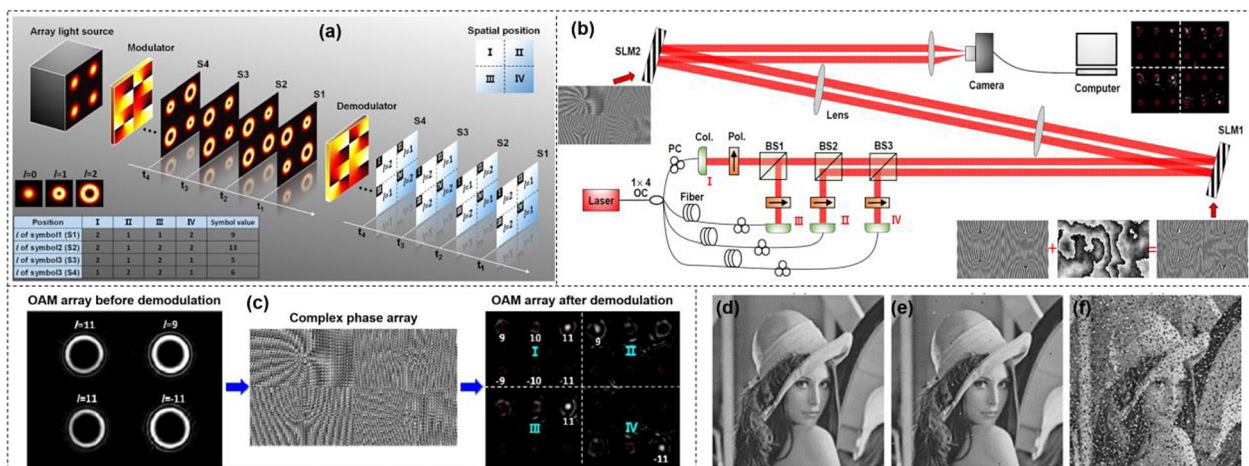 (a)
Array light source
Modulator
S4
S3
S2
S1
Spatial position
I II
III IV
Demodulator
S4
S3
S2
S1
l=2 l=1
l=1 l=2
t4
t3
t2
t1
t4
t3
t2
t1
l=0 l=1 l=2
Position I II III IV Symbol value
l of symbol1 (S1) 2 1 1 2 9
l of symbol2 (S2) 2 2 1 2 13
l of symbol3 (S3) 1 2 1 2 5
l of symbol3 (S4) 1 2 2 1 6
(b)
SLM2
Camera
Computer
Lens
SLM1
PC
Col.
Pol.
BS1
BS2
BS3
I
1×4
OC
Laser
Fiber
III
II
IV
+
=
OAM array before demodulation
(c)
OAM array after demodulation
l=11
l=9
l=11
l=-11
Complex phase array
9 10 11 9
I II
-9 -10 -11
III 11 IV
-11
(d)
(e)
(f)